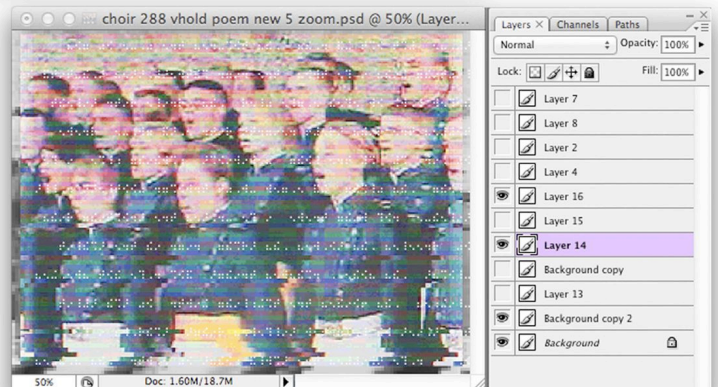 choir 288 vhold poem new 5 zoom.psd @ 50% (Layer...
Layers × Channels Paths
Normal Opacity: 100%
Lock: Fill: 100%
Layer 7
Layer 8
Layer 2
Layer 4
Layer 16
Layer 15
Layer 14
Background copy
Layer 13
Background copy 2
Background
50% Doc: 1.60M/18.7M